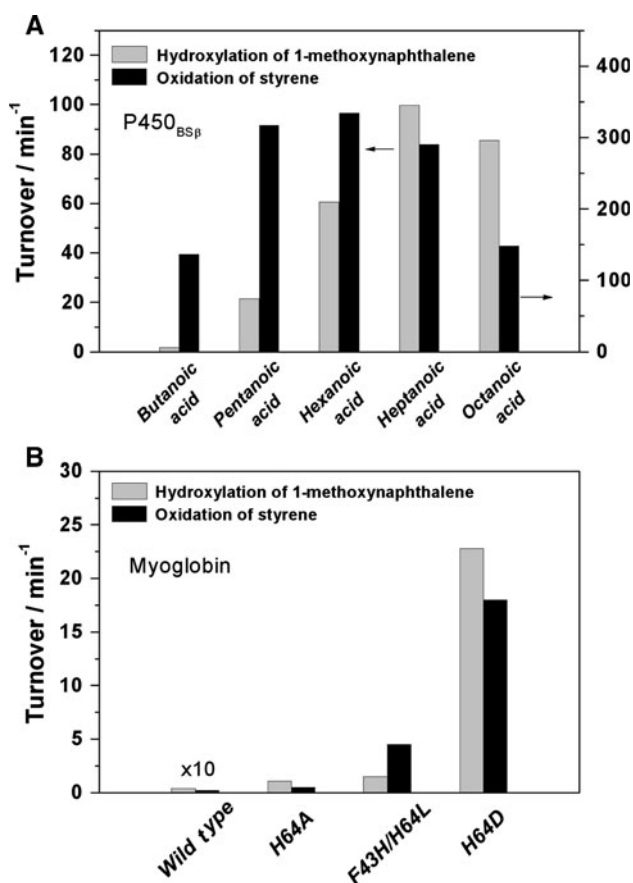 A
120
100
80
60
40
20
0
Turnover / min-1
Hydroxylation of 1-methoxynaphthalene
Oxidation of styrene
P450BSβ
400
300
200
100
0
Butanoic acid
Pentanoic acid
Hexanoic acid
Heptanoic acid
Octanoic acid
B
30
25
20
15
10
5
0
Turnover / min-1
Hydroxylation of 1-methoxynaphthalene
Oxidation of styrene
Myoglobin
x10
Wild type
H64A
F43H/H64L
H64D